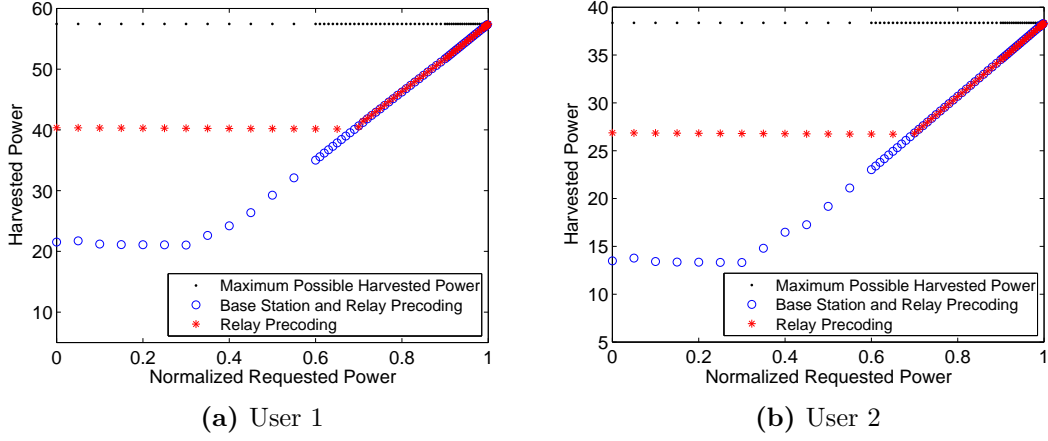 60
50
40
30
20
10
Harvested Power
Maximum Possible Harvested Power
Base Station and Relay Precoding
Relay Precoding
0 0.2 0.4 0.6 0.8 1
Normalized Requested Power
(a) User 1
40
35
30
25
20
15
10
5
Harvested Power
Maximum Possible Harvested Power
Base Station and Relay Precoding
Relay Precoding
0 0.2 0.4 0.6 0.8 1
Normalized Requested Power
(b) User 2